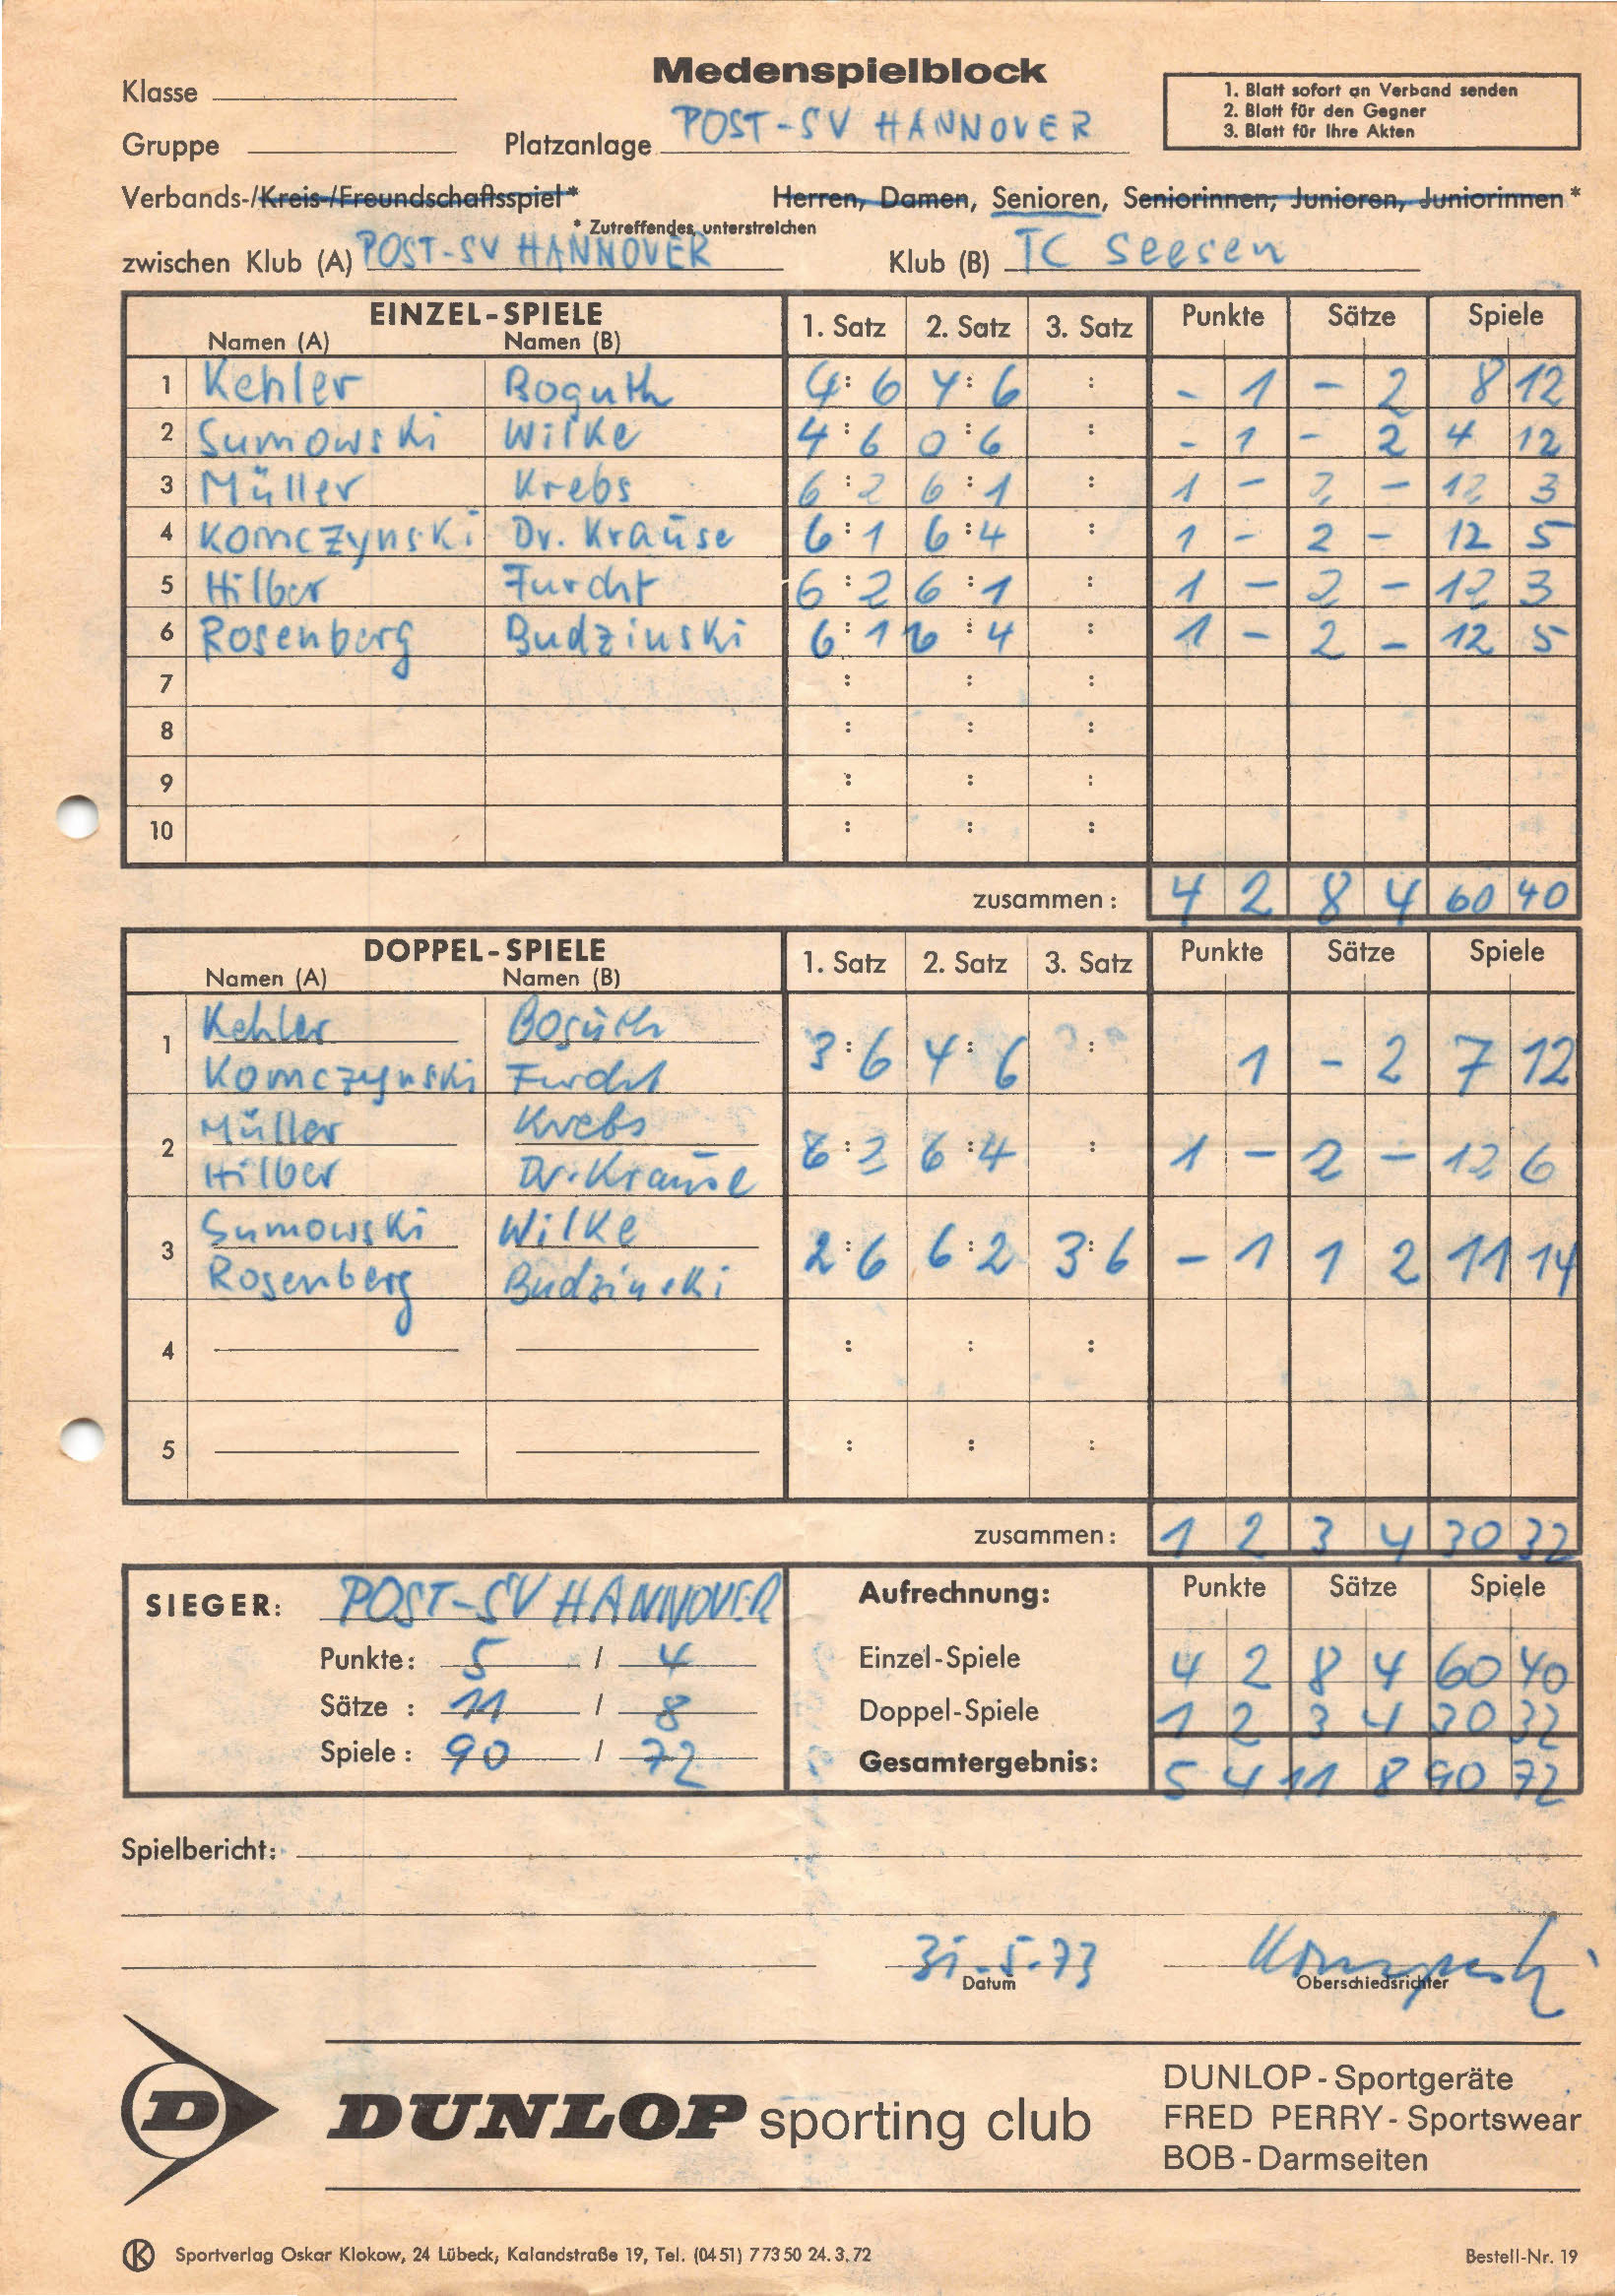 Medenspielblock
Klasse
1. Blatt sofort an Verband senden
2. Blatt für den Gegner
3. Blatt für Ihre Akten
Gruppe Platzanlage POST-SV HANNOVER
Verbands-/Kreis-/Freundschaftsspiel* Herren, Damen, Senioren, Seniorinnen, Junioren, Juniorinnen *
* Zutreffendes unterstreichen
zwischen Klub (A) POST-SV HANNOVER Klub (B) TC Seesen
EINZEL-SPIELE 1. Satz 2. Satz 3. Satz Punkte Sätze Spiele
Namen (A) Namen (B)
1 Kehler Boguth 4:6 4:6 : - 1 - 2 8 12
2 Sumowski Wilke 4:6 0:6 : - 1 - 2 4 12
3 Müller Krebs 6:2 6:1 : 1 - 2 - 12 3
4 Komczynski Dr. Krause 6:1 6:4 : 1 - 2 - 12 5
5 Hilber Furcht 6:2 6:1 : 1 - 2 - 12 3
6 Rosenberg Budzinski 6:1 6:4 : 1 - 2 - 12 5
7 : : :
8 : : :
9 : : :
10 : : :
zusammen: 4 2 8 4 60 40
DOPPEL-SPIELE 1. Satz 2. Satz 3. Satz Punkte Sätze Spiele
Namen (A) Namen (B)
Kehler Boguth
1 3:6 4:6 : 1 - 2 7 12
Komczynski Furcht
Müller Krebs
2 6:2 6:4 : 1 - 2 - 12 6
Hilber Dr. Krause
Sumowski Wilke
3 2:6 6:2 3:6 - 1 1 2 11 14
Rosenberg Budzinski
4 : : :
5 : : :
zusammen: 1 2 3 4 30 32
SIEGER: POST-SV HANNOVER Aufrechnung: Punkte Sätze Spiele
Punkte: 5 / 4 Einzel-Spiele 4 2 8 4 60 40
Sätze : 11 / 8 Doppel-Spiele 1 2 3 4 30 32
Spiele : 90 / 72 Gesamtergebnis: 5 4 11 8 90 72
Spielbericht:
31.5.73
Datum Oberschiedsrichter
D DUNLOP sporting club
DUNLOP - Sportgeräte
FRED PERRY - Sportswear
BOB - Darmseiten
K Sportverlag Oskar Klokow, 24 Lübeck, Kalandstraße 19, Tel. (04 51) 7 73 50 24. 3. 72 Bestell-Nr. 19